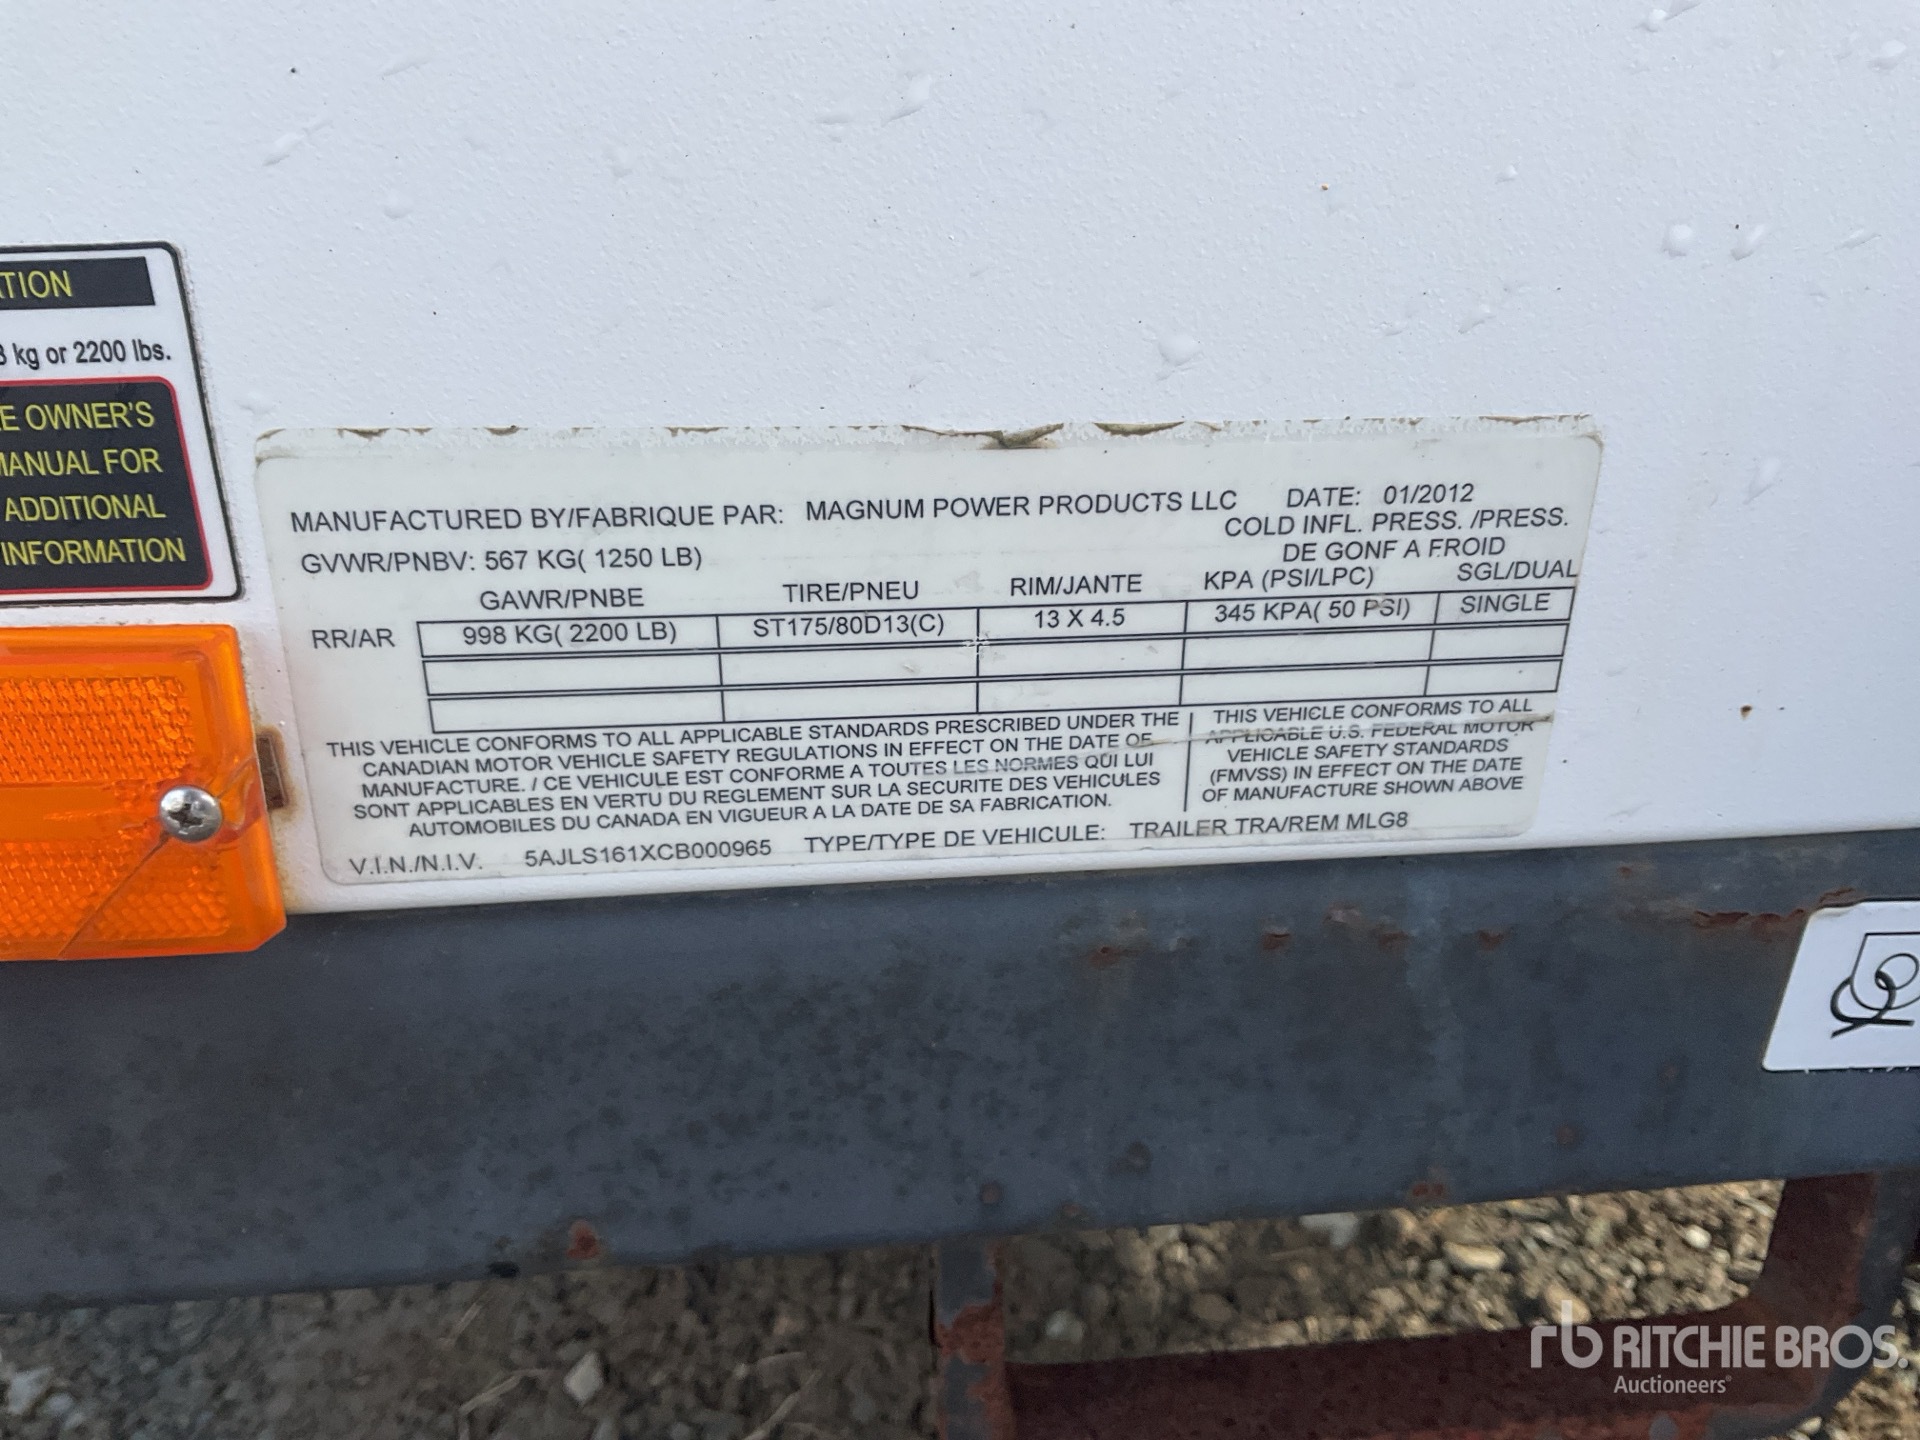 TION
kg or 2200 lbs.
OWNER'S
MANUAL FOR
ADDITIONAL
INFORMATION
MANUFACTURED BY/FABRIQUE PAR: MAGNUM POWER PRODUCTS LLC DATE: 01/2012
GVWR/PNBV: 567 KG( 1250 LB) COLD INFL. PRESS. /PRESS.
DE GONF A FROID
GAWR/PNBE TIRE/PNEU RIM/JANTE KPA (PSI/LPC) SGL/DUAL
RR/AR 998 KG( 2200 LB) ST175/80D13(C) 13 X 4.5 345 KPA( 50 PSI) SINGLE
THIS VEHICLE CONFORMS TO ALL APPLICABLE STANDARDS PRESCRIBED UNDER THE
CANADIAN MOTOR VEHICLE SAFETY REGULATIONS IN EFFECT ON THE DATE OF
MANUFACTURE. / CE VEHICULE EST CONFORME A TOUTES LES NORMES QUI LUI
SONT APPLICABLES EN VERTU DU REGLEMENT SUR LA SECURITE DES VEHICULES
AUTOMOBILES DU CANADA EN VIGUEUR A LA DATE DE SA FABRICATION.
THIS VEHICLE CONFORMS TO ALL
APPLICABLE U.S. FEDERAL MOTOR
VEHICLE SAFETY STANDARDS
(FMVSS) IN EFFECT ON THE DATE
OF MANUFACTURE SHOWN ABOVE
V.I.N./N.I.V. 5AJLS161XCB000965 TYPE/TYPE DE VEHICULE: TRAILER TRA/REM MLG8
rb RITCHIE BROS.
Auctioneers